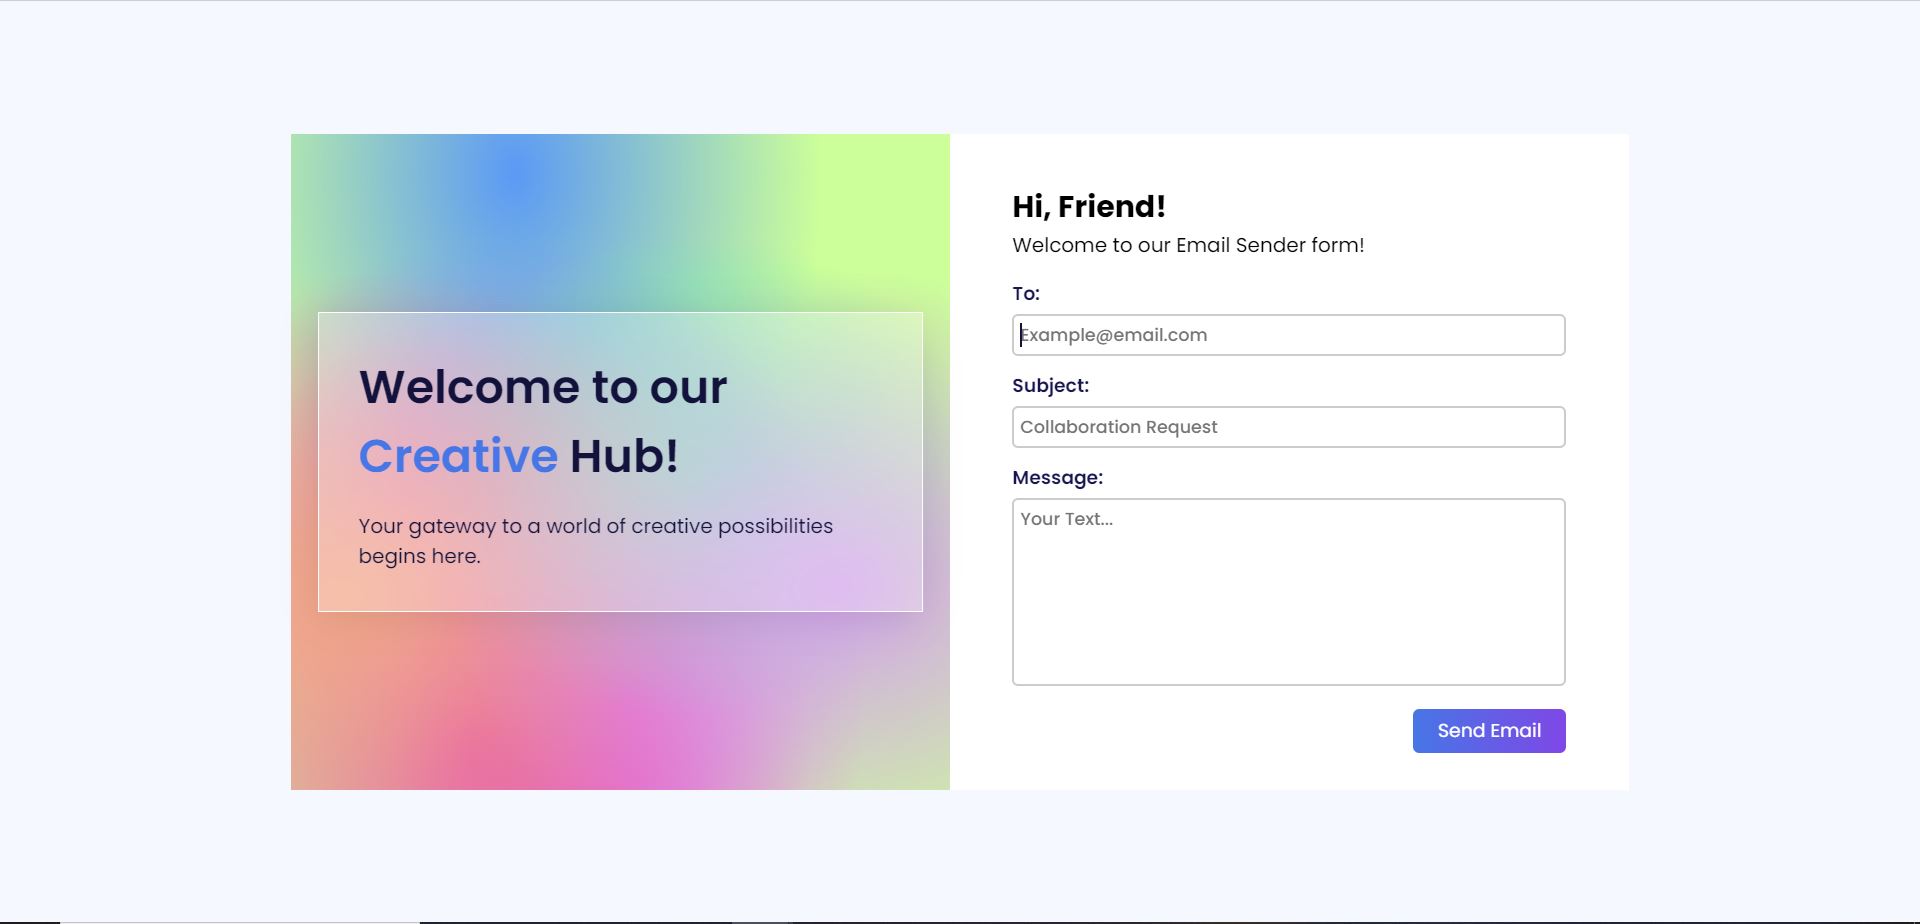 Welcome to our
Creative Hub!
Your gateway to a world of creative possibilities
begins here.
Hi, Friend!
Welcome to our Email Sender form!
To:
Example@email.com
Subject:
Collaboration Request
Message:
Your Text...
Send Email